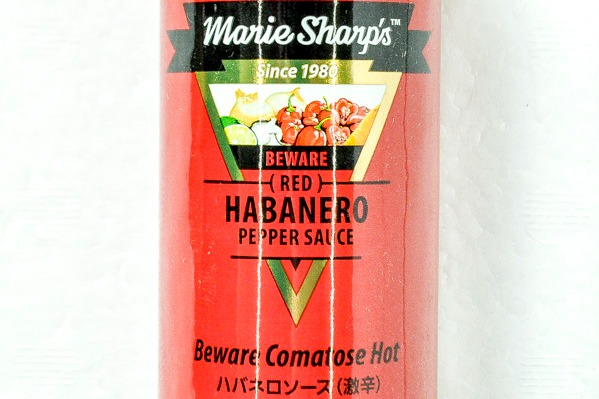 Marie Sharp's™
Since 1980
BEWARE
(RED)
HABANERO
PEPPER SAUCE
Beware Comatose Hot
ハバネロソース(激辛)